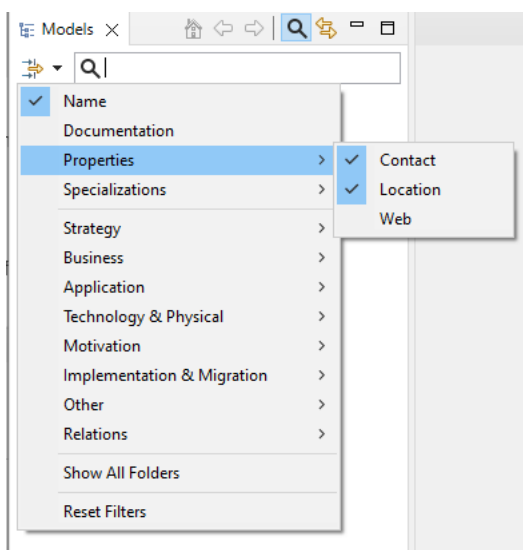 Models
Name
Documentation
Properties
Contact
Specializations
Location
Web
Strategy
Business
Application
Technology & Physical
Motivation
Implementation & Migration
Other
Relations
Show All Folders
Reset Filters